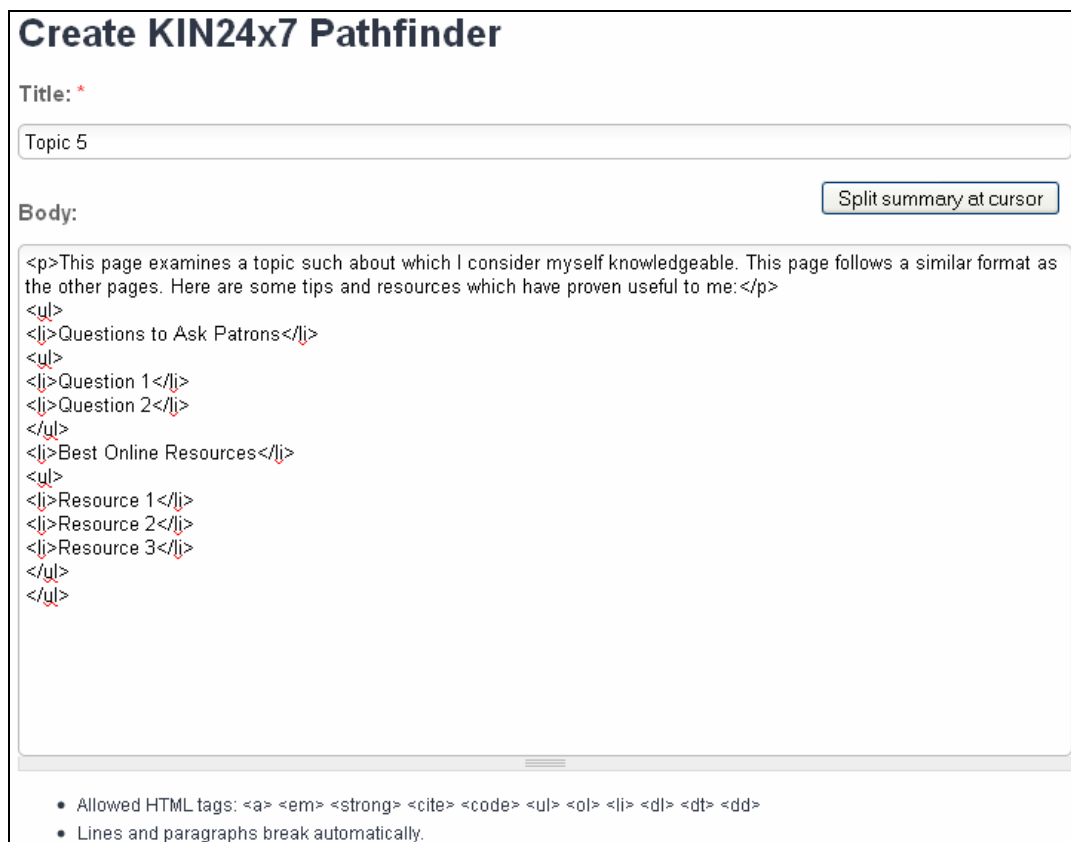 Create KIN24x7 Pathfinder
Title: *
Topic 5
Split summary at cursor
Body:
<p>This page examines a topic such about which I consider myself knowledgeable. This page follows a similar format as
the other pages. Here are some tips and resources which have proven useful to me:</p>
<ul>
<li>Questions to Ask Patrons</li>
<ul>
<li>Question 1</li>
<li>Question 2</li>
</ul>
<li>Best Online Resources</li>
<ul>
<li>Resource 1</li>
<li>Resource 2</li>
<li>Resource 3</li>
</ul>
</ul>
• Allowed HTML tags: <a> <em> <strong> <cite> <code> <ul> <ol> <li> <dl> <dt> <dd>
• Lines and paragraphs break automatically.